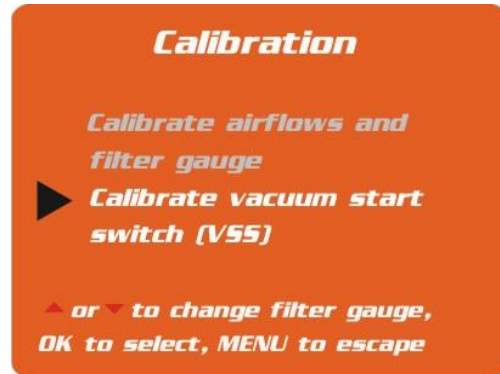 Calibration
Calibrate airflows and
filter gauge
Calibrate vacuum start
switch (VSS)
▲ or ▼ to change filter gauge,
OK to select, MENU to escape